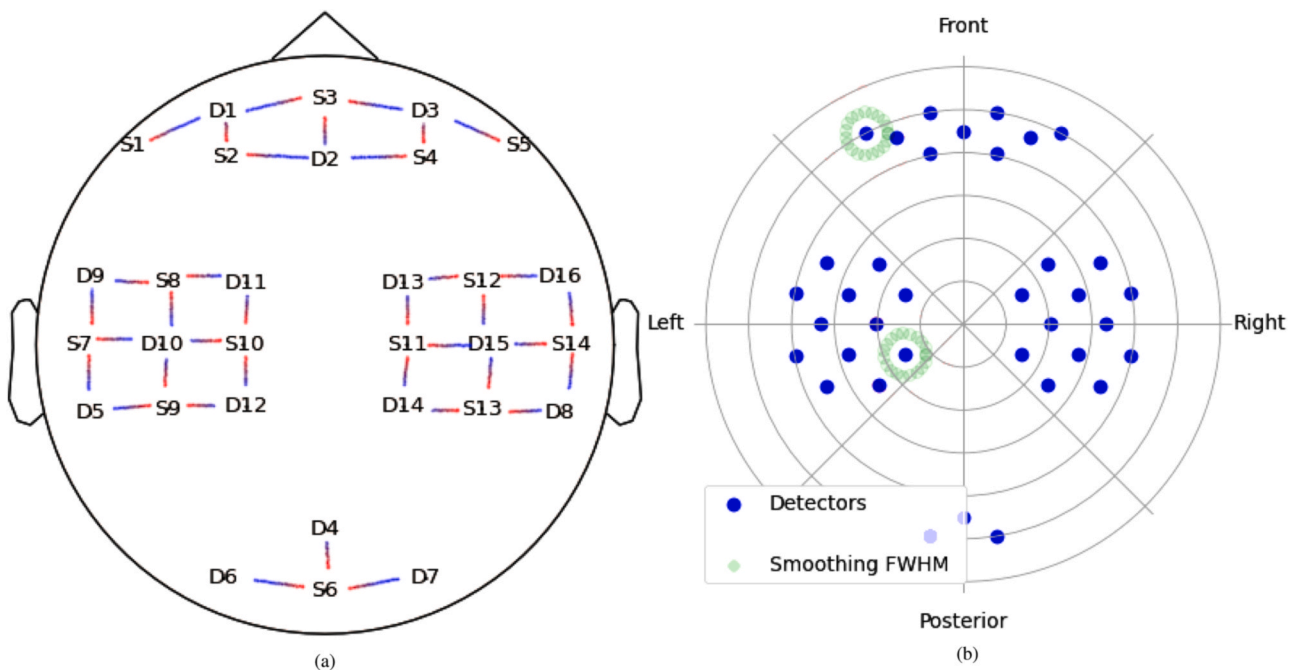 S3
D1
D3
S1
S5
S2
D2
S4
D9
S8
D11
D13
S12
D16
S7
D10
S10
S11
D15
S14
D5
S9
D12
D14
S13
D8
D4
D6
S6
D7
(a)
Front
Left
Right
Detectors
Smoothing FWHM
Posterior
(b)